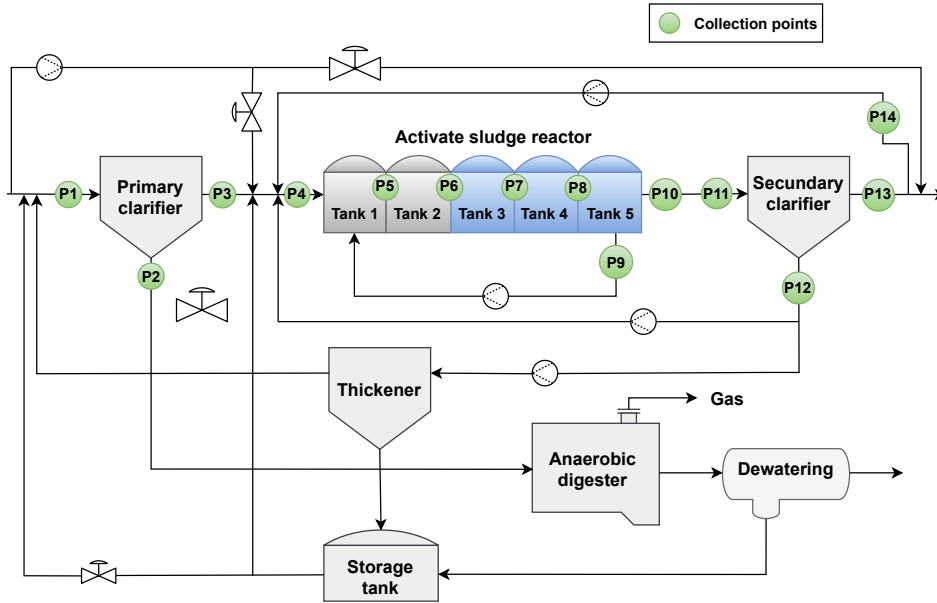 Collection points
P14
Activate sludge reactor
P1
Primary
clarifier
P3
P4
P5
P6
P7
P8
Tank 1
Tank 2
Tank 3
Tank 4
Tank 5
P10
P11
Secundary
clarifier
P13
P2
P9
P12
Thickener
Gas
Anaerobic
digester
Dewatering
Storage
tank